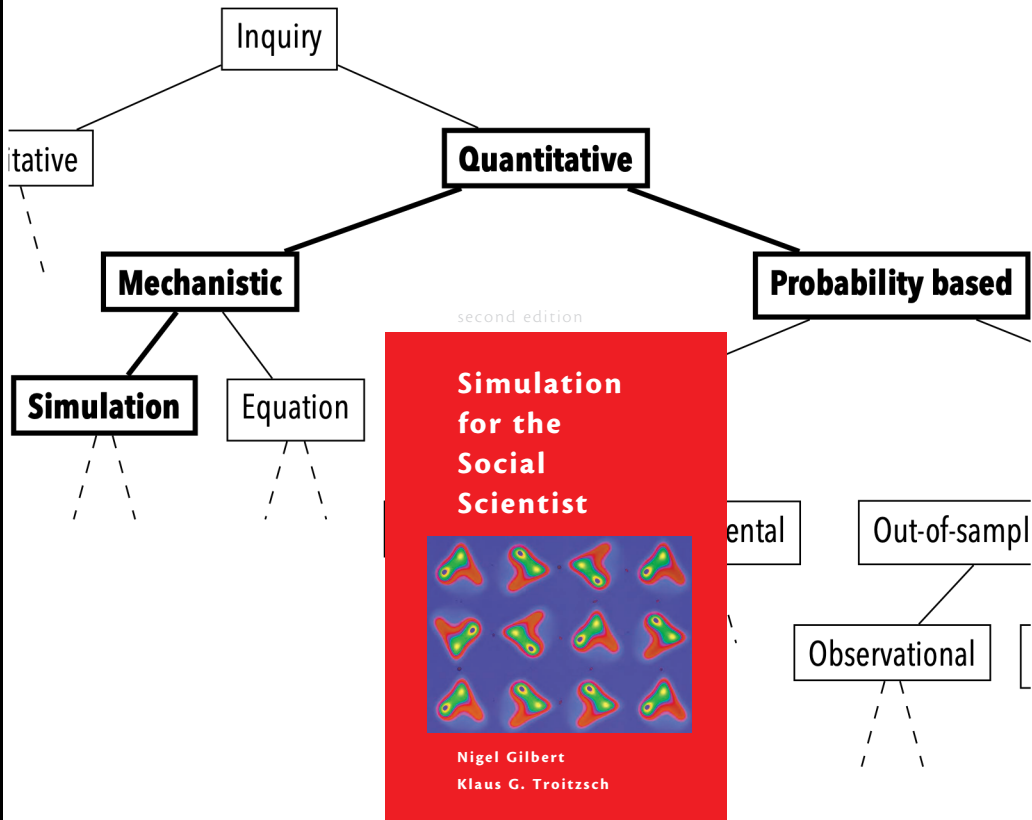 Inquiry
itative
Quantitative
Mechanistic
Probability based
second edition
Simulation
Equation
Simulation
for the
Social
Scientist
ental
Out-of-sampl
Observational
Nigel Gilbert
Klaus G. Troitzsch